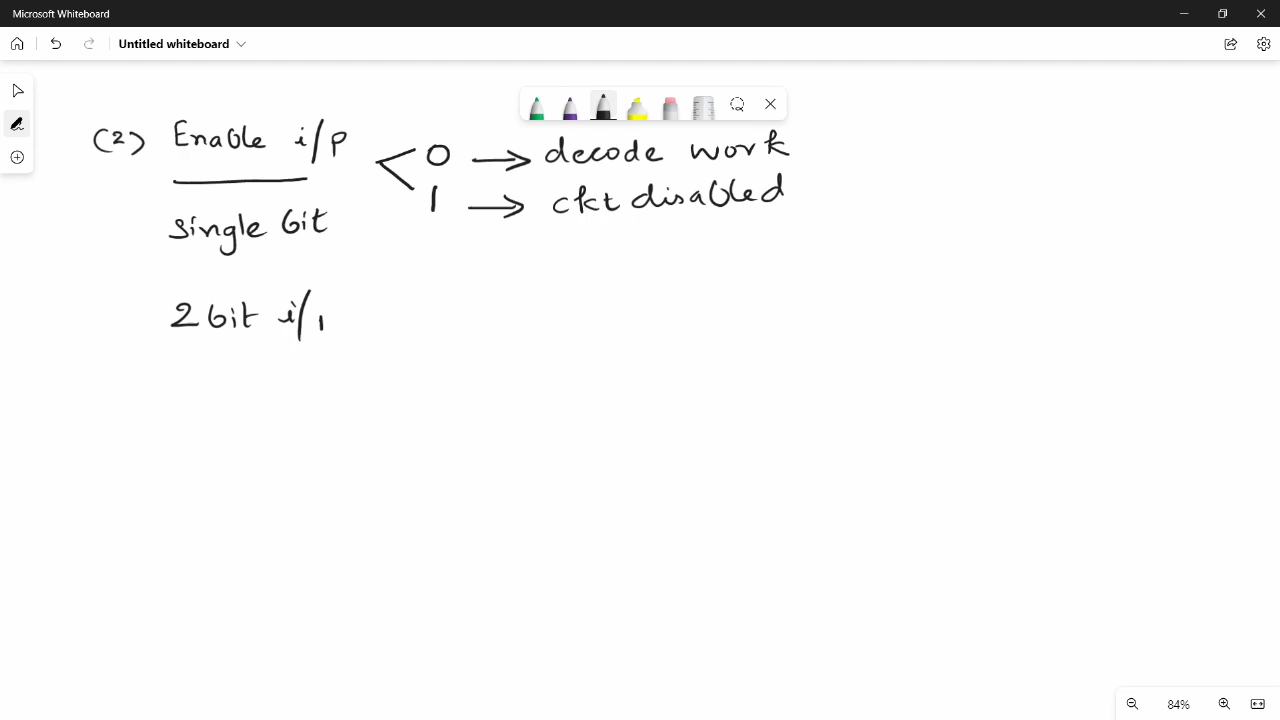 Microsoft Whiteboard
Untitled whiteboard
(2) Enable i/p < 0 → decode work
1 → ckt disabled
single bit
2 bit i/
84%